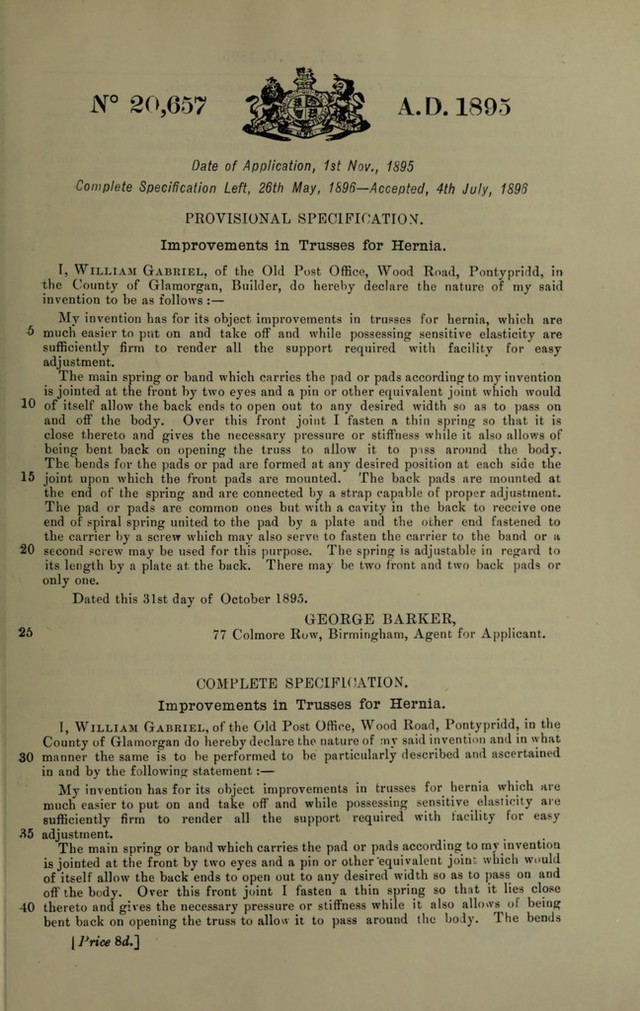 N° 20,657 A.D. 1895
Date of Application, 1st Nov., 1895
Complete Specification Left, 26th May, 1896—Accepted, 4th July, 1896
PROVISIONAL SPECIFICATION.
Improvements in Trusses for Hernia.
I, WILLIAM GABRIEL, of the Old Post Office, Wood Road, Pontypridd, in
the County of Glamorgan, Builder, do hereby declare the nature of my said
invention to be as follows :—
My invention has for its object improvements in trusses for hernia, which are
5 much easier to put on and take off and while possessing sensitive elasticity are
sufficiently firm to render all the support required with facility for easy
adjustment.
The main spring or band which carries the pad or pads according to my invention
is jointed at the front by two eyes and a pin or other equivalent joint which would
10 of itself allow the back ends to open out to any desired width so as to pass on
and off the body. Over this front joint I fasten a thin spring so that it is
close thereto and gives the necessary pressure or stiffness while it also allows of
being bent back on opening the truss to allow it to pass around the body.
The bends for the pads or pad are formed at any desired position at each side the
15 joint upon which the front pads are mounted. The back pads are mounted at
the end of the spring and are connected by a strap capable of proper adjustment.
The pad or pads are common ones but with a cavity in the back to receive one
end of spiral spring united to the pad by a plate and the other end fastened to
the carrier by a screw which may also serve to fasten the carrier to the band or a
20 second screw may be used for this purpose. The spring is adjustable in regard to
its length by a plate at the back. There may be two front and two back pads or
only one.
Dated this 31st day of October 1895.
GEORGE BARKER,
25 77 Colmore Row, Birmingham, Agent for Applicant.
COMPLETE SPECIFICATION.
Improvements in Trusses for Hernia.
I, WILLIAM GABRIEL, of the Old Post Office, Wood Road, Pontypridd, in the
County of Glamorgan do hereby declare the nature of my said invention and in what
30 manner the same is to be performed to be particularly described and ascertained
in and by the following statement :—
My invention has for its object improvements in trusses for hernia which are
much easier to put on and take off and while possessing sensitive elasticity are
sufficiently firm to render all the support required with facility for easy
35 adjustment.
The main spring or band which carries the pad or pads according to my invention
is jointed at the front by two eyes and a pin or other equivalent joint which would
of itself allow the back ends to open out to any desired width so as to pass on and
off the body. Over this front joint I fasten a thin spring so that it lies close
40 thereto and gives the necessary pressure or stiffness while it also allows of being
bent back on opening the truss to allow it to pass around the body. The bends
[Price 8d.]